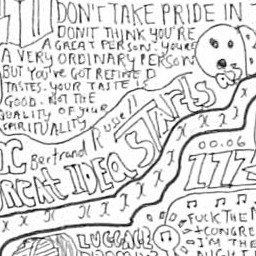 DON'T TAKE PRIDE IN
DON'T THINK YOU'RE
A GREAT PERSON. YOU'RE
A VERY ORDINARY PERSON
BUT YOU'VE GOT REFINED
TASTES. YOUR TASTE IS
GOOD. NOT THE
QUALITY OF YOUR
SPIRITUALITY
Bertrand Russell
GREAT IDEA STARTS as
00.06
ZZZ
FUCK THE
CONGRE
I'M THE
NIGHT
LUGGAGE